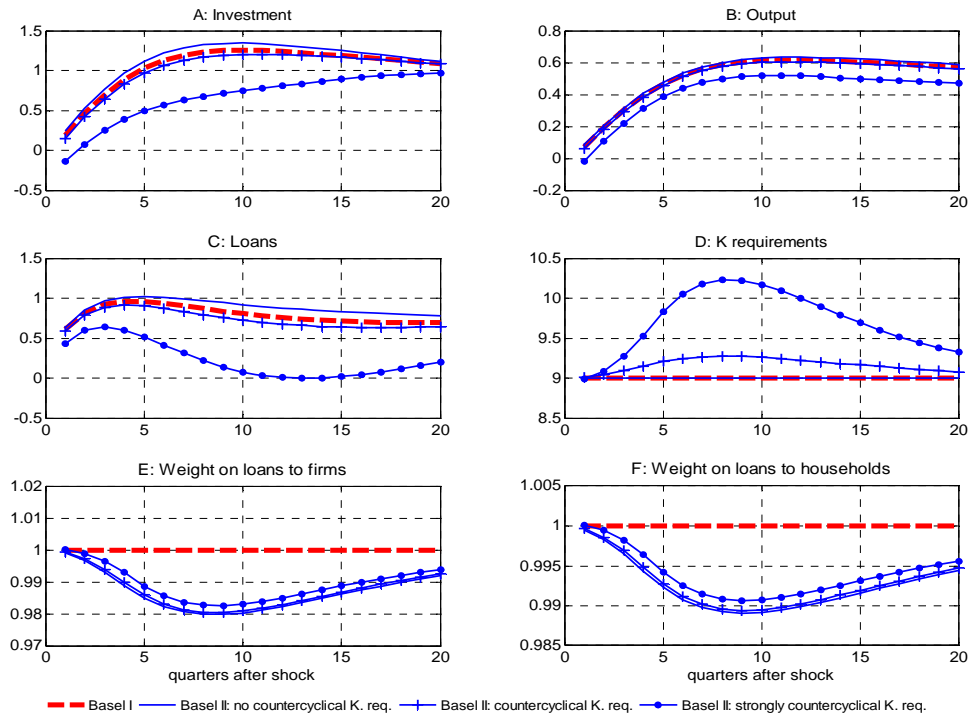 A: Investment
1.5
1
0.5
0
-0.5
0 5 10 15 20
B: Output
0.8
0.6
0.4
0.2
0
-0.2
0 5 10 15 20
C: Loans
1.5
1
0.5
0
-0.5
0 5 10 15 20
D: K requirements
10.5
10
9.5
9
8.5
0 5 10 15 20
E: Weight on loans to firms
1.02
1.01
1
0.99
0.98
0.97
0 5 10 15 20
quarters after shock
F: Weight on loans to households
1.005
1
0.995
0.99
0.985
0 5 10 15 20
quarters after shock
Basel I
Basel II: no countercyclical K. req.
Basel II: countercyclical K. req.
Basel II: strongly countercyclical K. req.